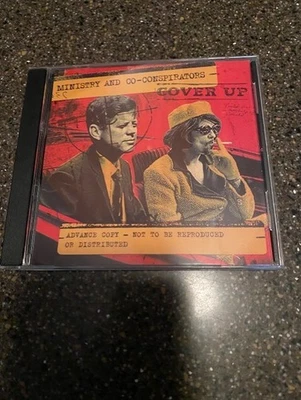 MINISTRY AND CO-CONSPIRATORS
COVER UP
ADVANCE COPY - NOT TO BE REPRODUCED
OR DISTRIBUTED